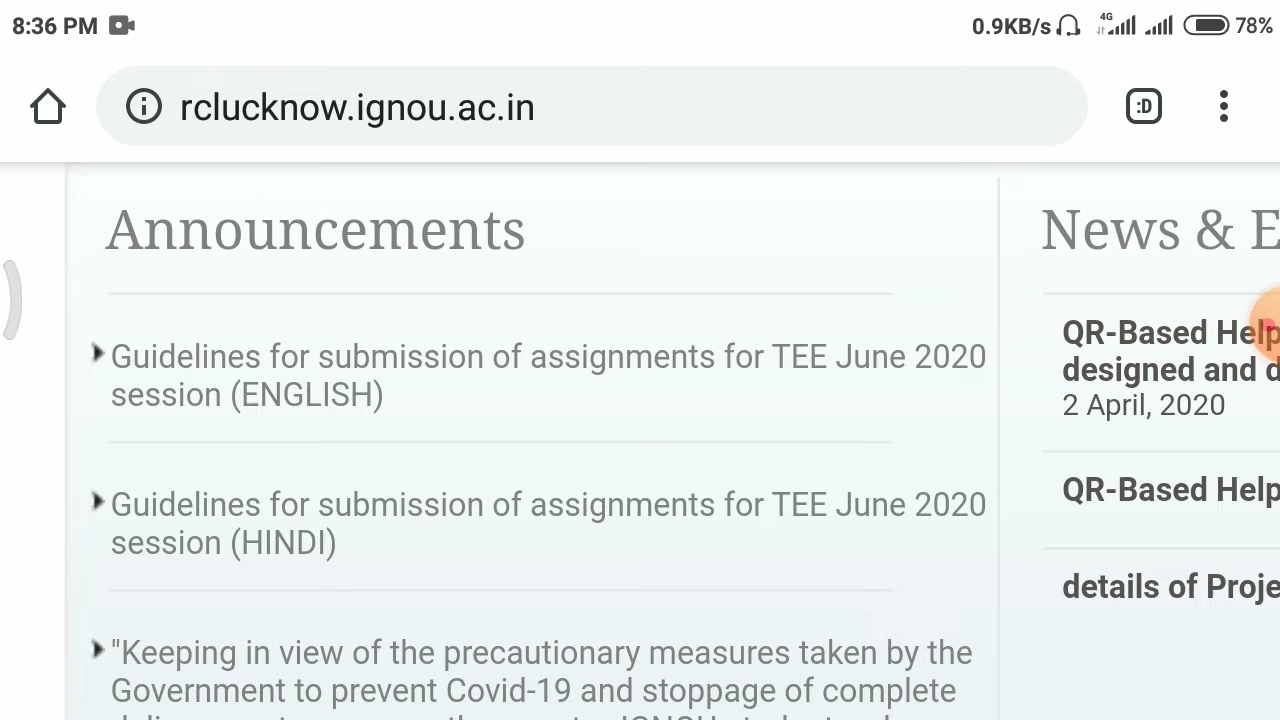 8:36 PM
0.9KB/s 4G 78%
rclucknow.ignou.ac.in
:D
Announcements
Guidelines for submission of assignments for TEE June 2020
session (ENGLISH)
Guidelines for submission of assignments for TEE June 2020
session (HINDI)
"Keeping in view of the precautionary measures taken by the
Government to prevent Covid-19 and stoppage of complete
News & E
QR-Based Help
designed and d
2 April, 2020
QR-Based Help
details of Proje